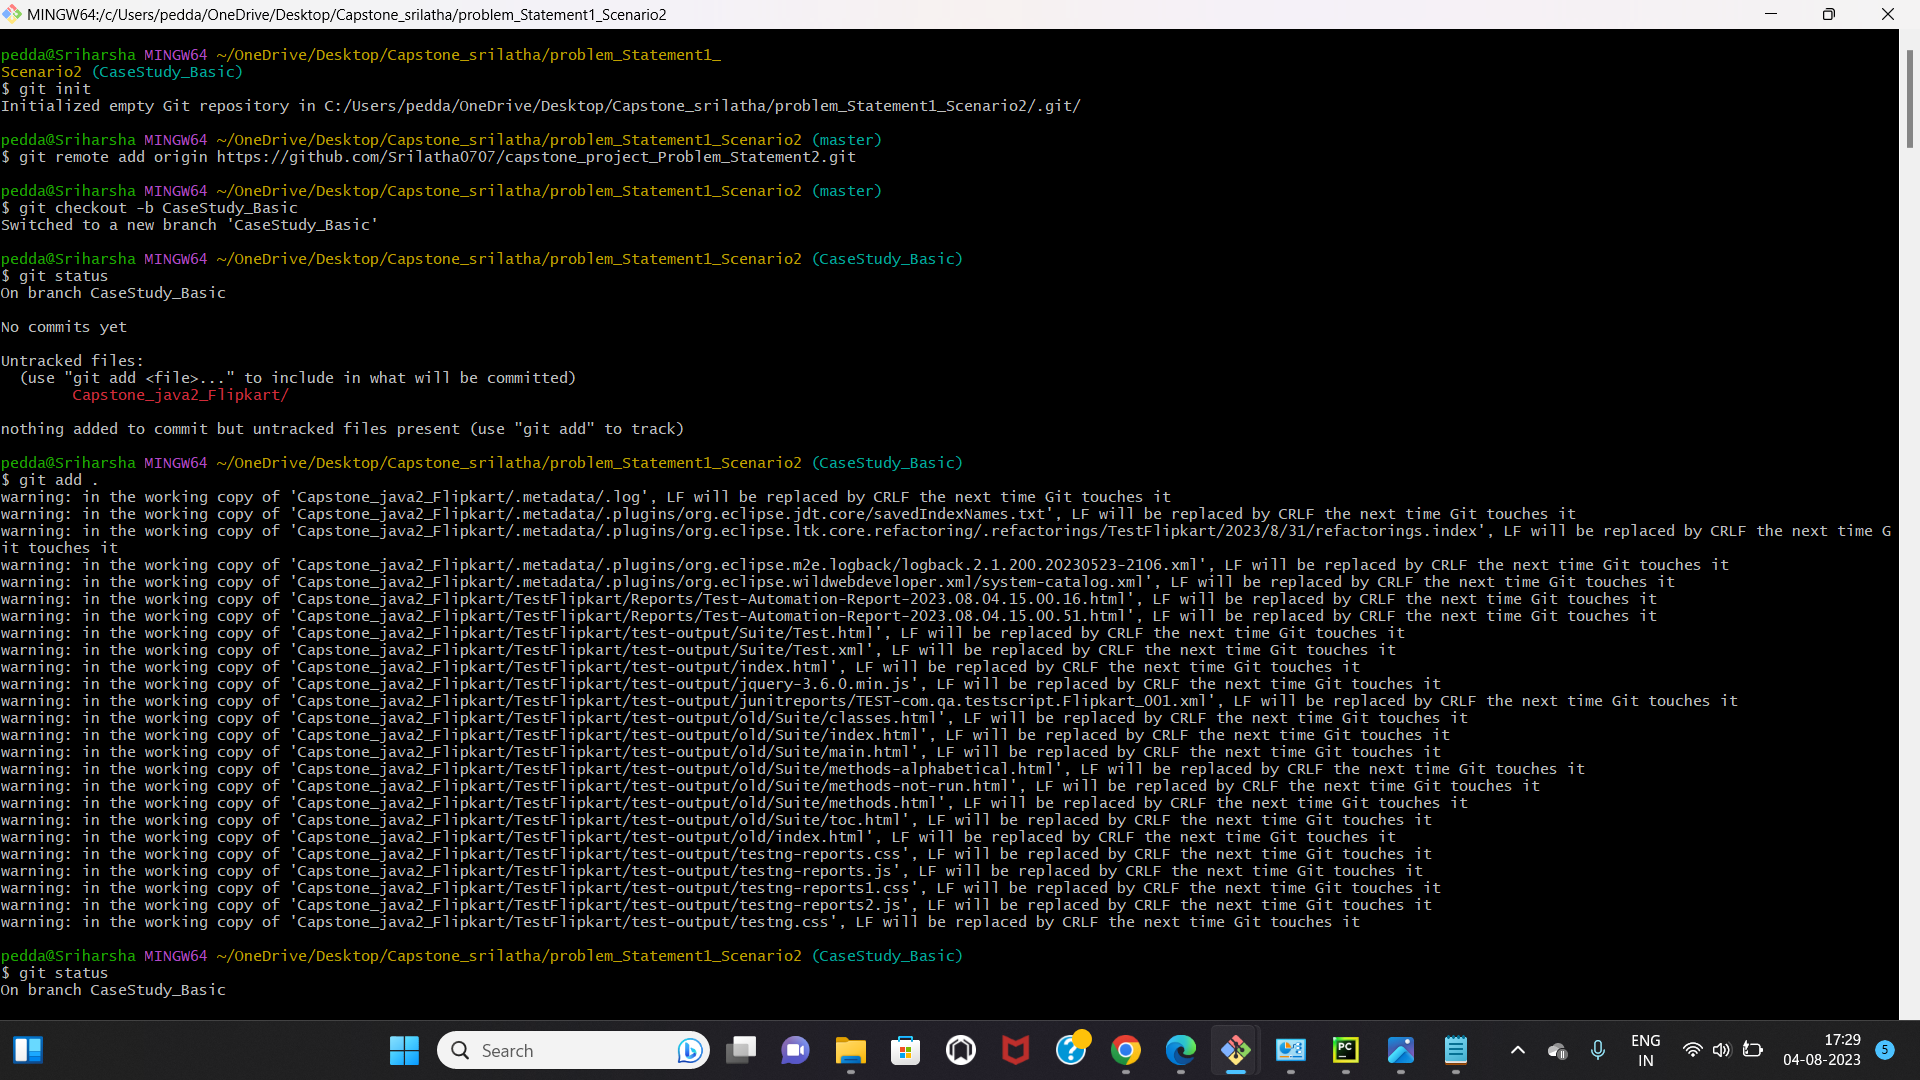 MINGW64:/c/Users/pedda/OneDrive/Desktop/Capstone_srilatha/problem_Statement1_Scenario2
pedda@Sriharsha MINGW64 ~/OneDrive/Desktop/Capstone_srilatha/problem_Statement1_
Scenario2 (CaseStudy_Basic)
$ git init
Initialized empty Git repository in C:/Users/pedda/OneDrive/Desktop/Capstone_srilatha/problem_Statement1_Scenario2/.git/
pedda@Sriharsha MINGW64 ~/OneDrive/Desktop/Capstone_srilatha/problem_Statement1_Scenario2 (master)
$ git remote add origin https://github.com/Srilatha0707/capstone_project_Problem_Statement2.git
pedda@Sriharsha MINGW64 ~/OneDrive/Desktop/Capstone_srilatha/problem_Statement1_Scenario2 (master)
$ git checkout -b CaseStudy_Basic
Switched to a new branch 'CaseStudy_Basic'
pedda@Sriharsha MINGW64 ~/OneDrive/Desktop/Capstone_srilatha/problem_Statement1_Scenario2 (CaseStudy_Basic)
$ git status
On branch CaseStudy_Basic
No commits yet
Untracked files:
(use "git add <file>..." to include in what will be committed)
Capstone_java2_Flipkart/
nothing added to commit but untracked files present (use "git add" to track)
pedda@Sriharsha MINGW64 ~/OneDrive/Desktop/Capstone_srilatha/problem_Statement1_Scenario2 (CaseStudy_Basic)
$ git add .
warning: in the working copy of 'Capstone_java2_Flipkart/.metadata/.log', LF will be replaced by CRLF the next time Git touches it
warning: in the working copy of 'Capstone_java2_Flipkart/.metadata/.plugins/org.eclipse.jdt.core/savedIndexNames.txt', LF will be replaced by CRLF the next time Git touches it
warning: in the working copy of 'Capstone_java2_Flipkart/.metadata/.plugins/org.eclipse.ltk.core.refactoring/.refactorings/TestFlipkart/2023/8/31/refactorings.index', LF will be replaced by CRLF the next time G
it touches it
warning: in the working copy of 'Capstone_java2_Flipkart/.metadata/.plugins/org.eclipse.m2e.logback/logback.2.1.200.20230523-2106.xml', LF will be replaced by CRLF the next time Git touches it
warning: in the working copy of 'Capstone_java2_Flipkart/.metadata/.plugins/org.eclipse.wildwebdeveloper.xml/system-catalog.xml', LF will be replaced by CRLF the next time Git touches it
warning: in the working copy of 'Capstone_java2_Flipkart/TestFlipkart/Reports/Test-Automation-Report-2023.08.04.15.00.16.html', LF will be replaced by CRLF the next time Git touches it
warning: in the working copy of 'Capstone_java2_Flipkart/TestFlipkart/Reports/Test-Automation-Report-2023.08.04.15.00.51.html', LF will be replaced by CRLF the next time Git touches it
warning: in the working copy of 'Capstone_java2_Flipkart/TestFlipkart/test-output/Suite/Test.html', LF will be replaced by CRLF the next time Git touches it
warning: in the working copy of 'Capstone_java2_Flipkart/TestFlipkart/test-output/Suite/Test.xml', LF will be replaced by CRLF the next time Git touches it
warning: in the working copy of 'Capstone_java2_Flipkart/TestFlipkart/test-output/index.html', LF will be replaced by CRLF the next time Git touches it
warning: in the working copy of 'Capstone_java2_Flipkart/TestFlipkart/test-output/jquery-3.6.0.min.js', LF will be replaced by CRLF the next time Git touches it
warning: in the working copy of 'Capstone_java2_Flipkart/TestFlipkart/test-output/junitreports/TEST-com.qa.testscript.Flipkart_001.xml', LF will be replaced by CRLF the next time Git touches it
warning: in the working copy of 'Capstone_java2_Flipkart/TestFlipkart/test-output/old/Suite/classes.html', LF will be replaced by CRLF the next time Git touches it
warning: in the working copy of 'Capstone_java2_Flipkart/TestFlipkart/test-output/old/Suite/index.html', LF will be replaced by CRLF the next time Git touches it
warning: in the working copy of 'Capstone_java2_Flipkart/TestFlipkart/test-output/old/Suite/main.html', LF will be replaced by CRLF the next time Git touches it
warning: in the working copy of 'Capstone_java2_Flipkart/TestFlipkart/test-output/old/Suite/methods-alphabetical.html', LF will be replaced by CRLF the next time Git touches it
warning: in the working copy of 'Capstone_java2_Flipkart/TestFlipkart/test-output/old/Suite/methods-not-run.html', LF will be replaced by CRLF the next time Git touches it
warning: in the working copy of 'Capstone_java2_Flipkart/TestFlipkart/test-output/old/Suite/methods.html', LF will be replaced by CRLF the next time Git touches it
warning: in the working copy of 'Capstone_java2_Flipkart/TestFlipkart/test-output/old/Suite/toc.html', LF will be replaced by CRLF the next time Git touches it
warning: in the working copy of 'Capstone_java2_Flipkart/TestFlipkart/test-output/old/index.html', LF will be replaced by CRLF the next time Git touches it
warning: in the working copy of 'Capstone_java2_Flipkart/TestFlipkart/test-output/testng-reports.css', LF will be replaced by CRLF the next time Git touches it
warning: in the working copy of 'Capstone_java2_Flipkart/TestFlipkart/test-output/testng-reports.js', LF will be replaced by CRLF the next time Git touches it
warning: in the working copy of 'Capstone_java2_Flipkart/TestFlipkart/test-output/testng-reports1.css', LF will be replaced by CRLF the next time Git touches it
warning: in the working copy of 'Capstone_java2_Flipkart/TestFlipkart/test-output/testng-reports2.js', LF will be replaced by CRLF the next time Git touches it
warning: in the working copy of 'Capstone_java2_Flipkart/TestFlipkart/test-output/testng.css', LF will be replaced by CRLF the next time Git touches it
pedda@Sriharsha MINGW64 ~/OneDrive/Desktop/Capstone_srilatha/problem_Statement1_Scenario2 (CaseStudy_Basic)
$ git status
On branch CaseStudy_Basic
Search
PC
ENG
IN
17:29
04-08-2023
5